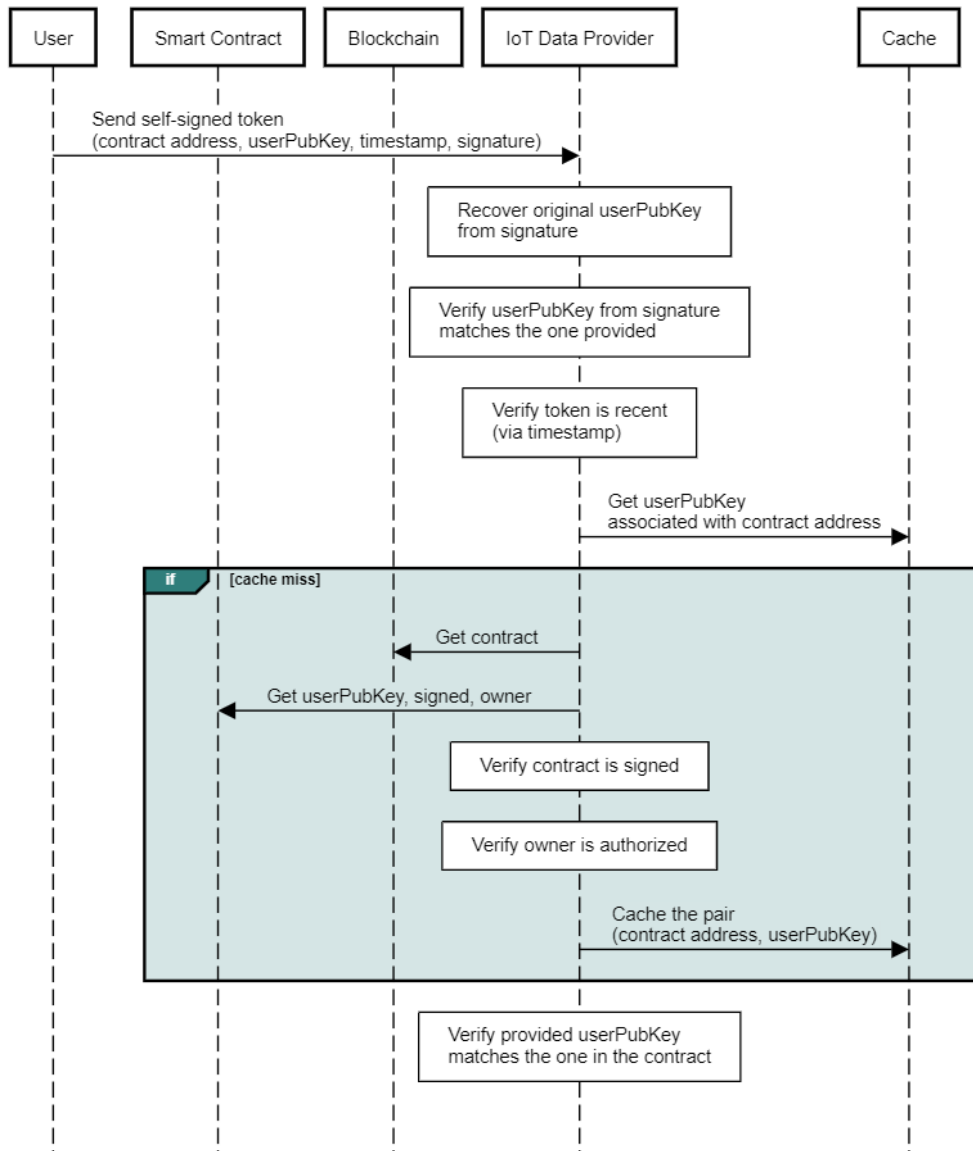 User
Smart Contract
Blockchain
IoT Data Provider
Cache
Send self-signed token
(contract address, userPubKey, timestamp, signature)
Recover original userPubKey
from signature
Verify userPubKey from signature
matches the one provided
Verify token is recent
(via timestamp)
Get userPubKey
associated with contract address
if
[cache miss]
Get contract
Get userPubKey, signed, owner
Verify contract is signed
Verify owner is authorized
Cache the pair
(contract address, userPubKey)
Verify provided userPubKey
matches the one in the contract